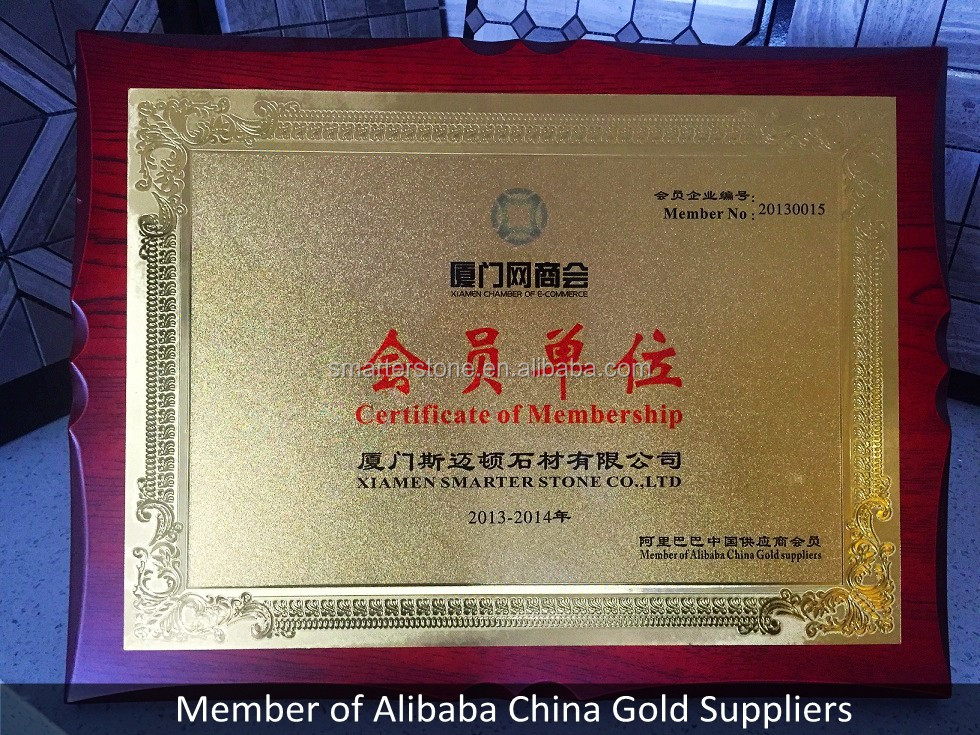 会员企业编号:
Member No : 20130015
厦门网商会
XIAMEN CHAMBER OF E-COMMERCE
会员单位
smarterstone.en.alibaba.com
Certificate of Membership
厦门斯迈顿石材有限公司
XIAMEN SMARTER STONE CO.,LTD
2013-2014年
阿里巴巴中国供应商会员
Member of Alibaba China Gold suppliers
Member of Alibaba China Gold Suppliers